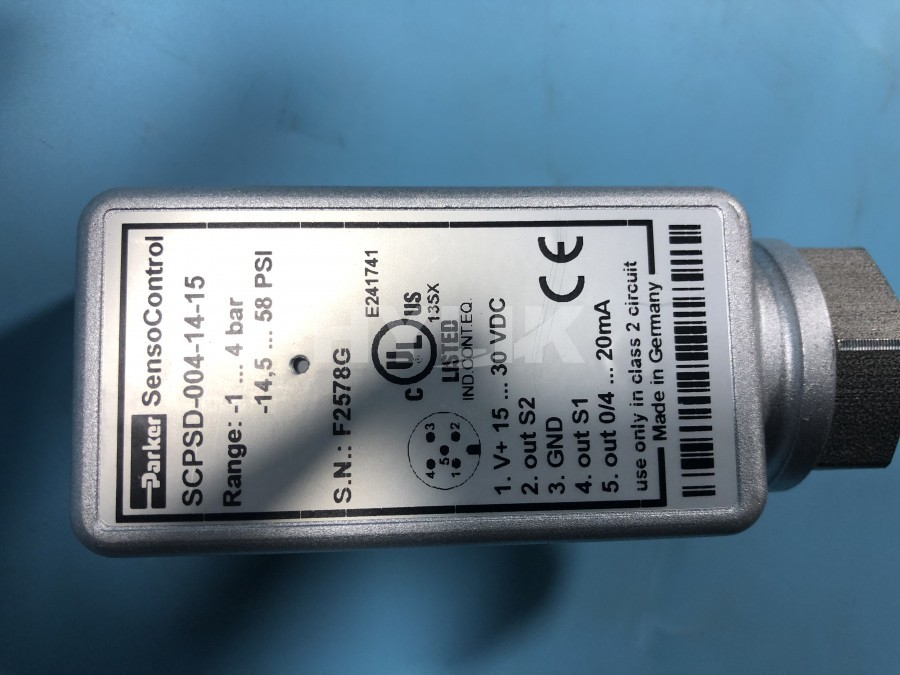 Parker SensoControl
SCPSD-004-14-15
Range: -1 ... 4 bar
-14,5 ... 58 PSI
S.N.: F2578G
E241741
C UL US
LISTED 13SX
IND.CONT.EQ.
4 3
5
1 2
1. V+ 15 ... 30 VDC
2. out S2
3. GND
4. out S1
5. out 0/4 ... 20mA
CE
use only in class 2 circuit
Made in Germany